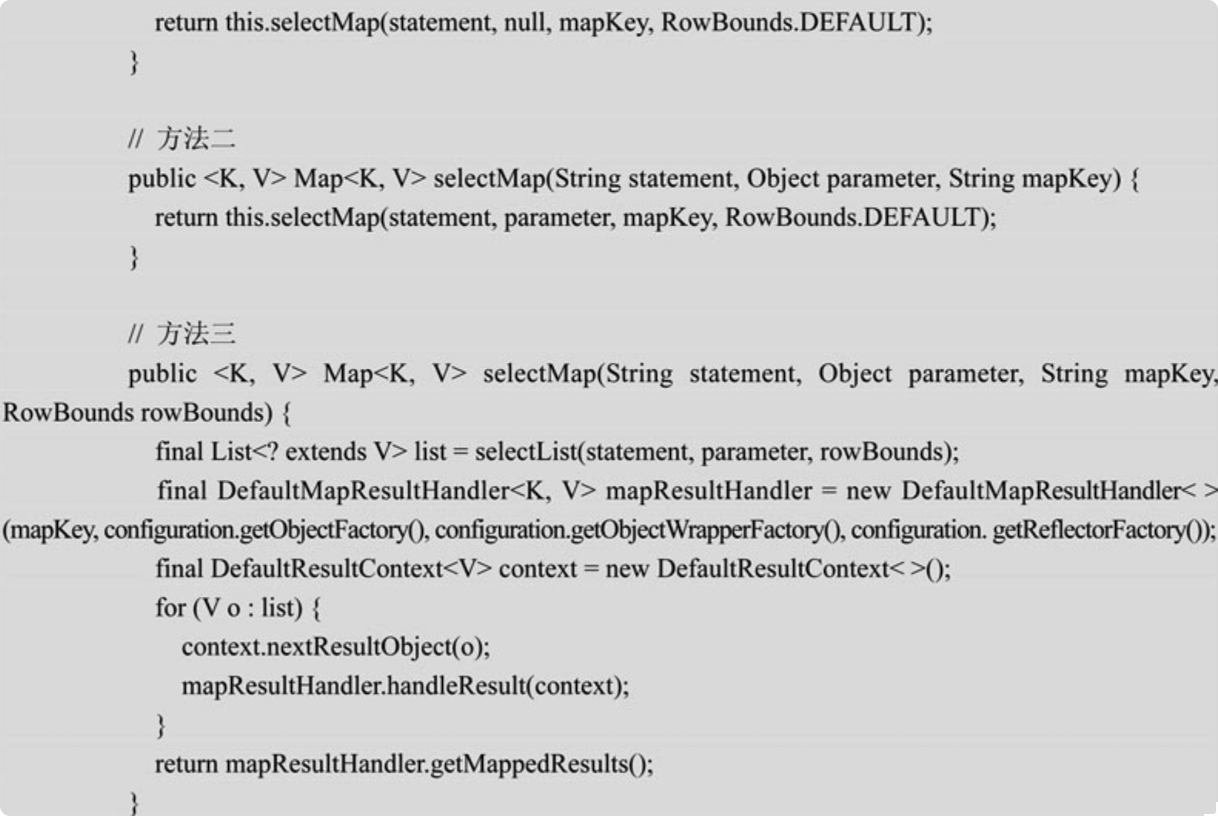 return this.selectMap(statement, null, mapKey, RowBounds.DEFAULT);
}
// 方法二
public <K, V> Map<K, V> selectMap(String statement, Object parameter, String mapKey) {
return this.selectMap(statement, parameter, mapKey, RowBounds.DEFAULT);
}
// 方法三
public <K, V> Map<K, V> selectMap(String statement, Object parameter, String mapKey,
RowBounds rowBounds) {
final List<? extends V> list = selectList(statement, parameter, rowBounds);
final DefaultMapResultHandler<K, V> mapResultHandler = new DefaultMapResultHandler< >
(mapKey, configuration.getObjectFactory(), configuration.getObjectWrapperFactory(), configuration. getReflectorFactory());
final DefaultResultContext<V> context = new DefaultResultContext< >();
for (V o : list) {
context.nextResultObject(o);
mapResultHandler.handleResult(context);
}
return mapResultHandler.getMappedResults();
}